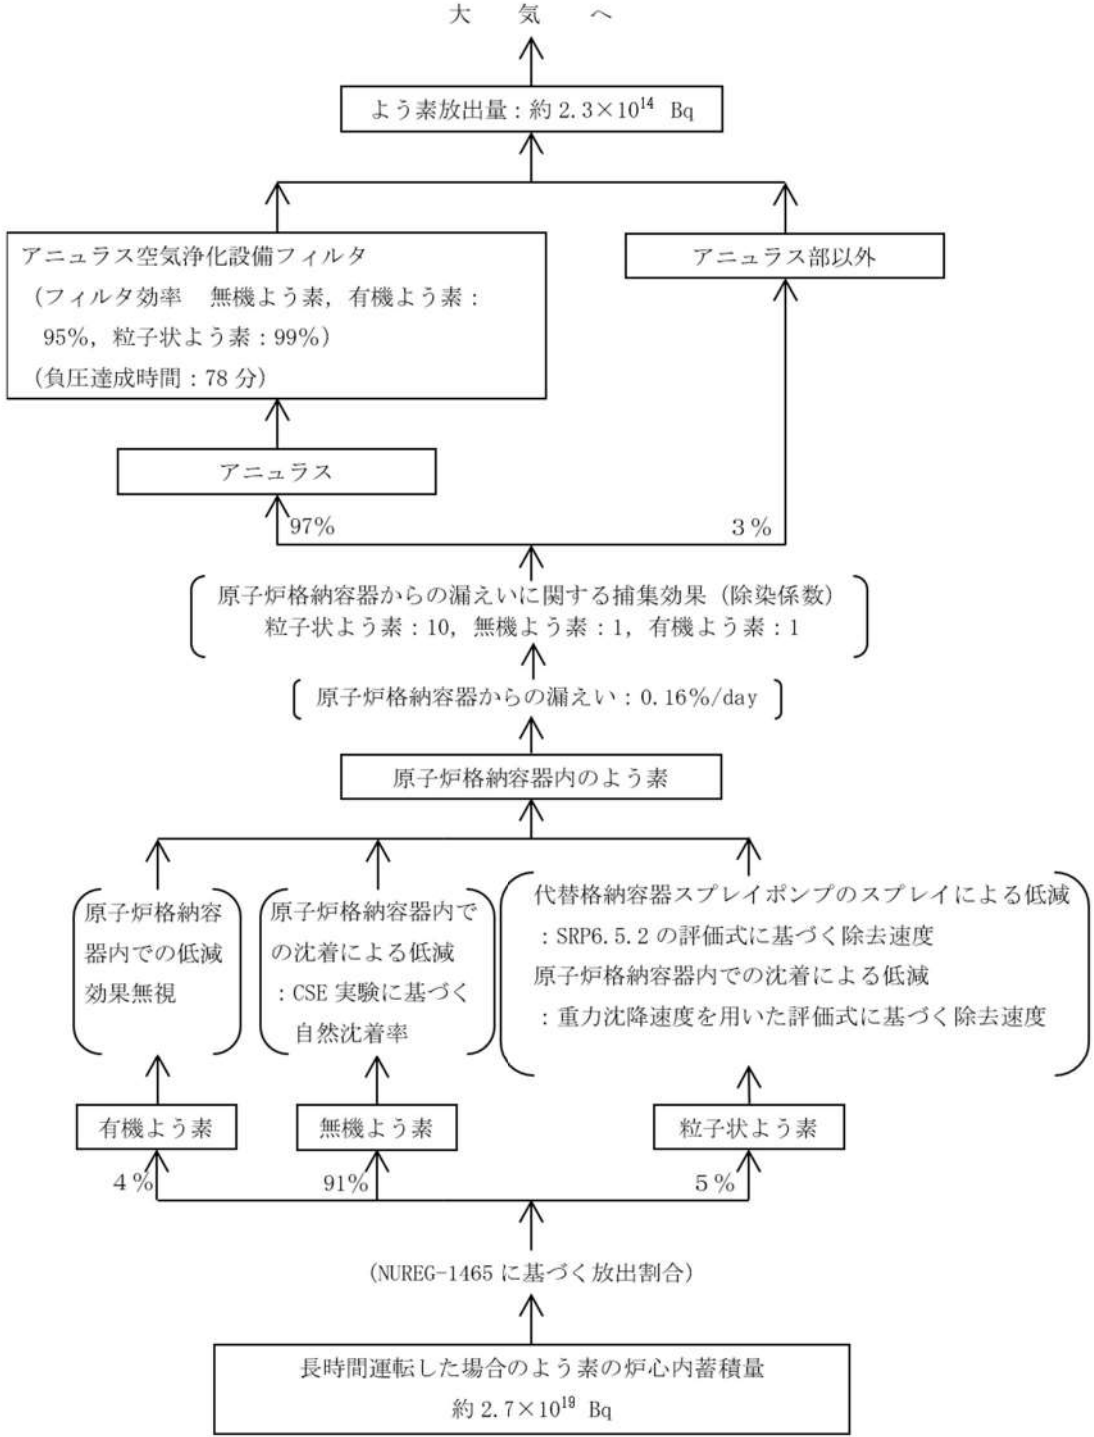 大 気 へ
よう素放出量：約 2.3×10¹⁴ Bq
アニュラス空気浄化設備フィルタ
（フィルタ効率 無機よう素，有機よう素：
95%，粒子状よう素：99%）
（負圧達成時間：78 分）
アニュラス部以外
アニュラス
97%
3%
原子炉格納容器からの漏えいに関する捕集効果（除染係数）
粒子状よう素：10，無機よう素：1，有機よう素：1
原子炉格納容器からの漏えい：0.16%/day
原子炉格納容器内のよう素
原子炉格納容
器内での低減
効果無視
原子炉格納容器内で
の沈着による低減
：CSE 実験に基づく
自然沈着率
代替格納容器スプレイポンプのスプレイによる低減
：SRP6.5.2 の評価式に基づく除去速度
原子炉格納容器内での沈着による低減
：重力沈降速度を用いた評価式に基づく除去速度
有機よう素
無機よう素
粒子状よう素
4%
91%
5%
(NUREG-1465 に基づく放出割合)
長時間運転した場合のよう素の炉心内蓄積量
約 2.7×10¹⁹ Bq